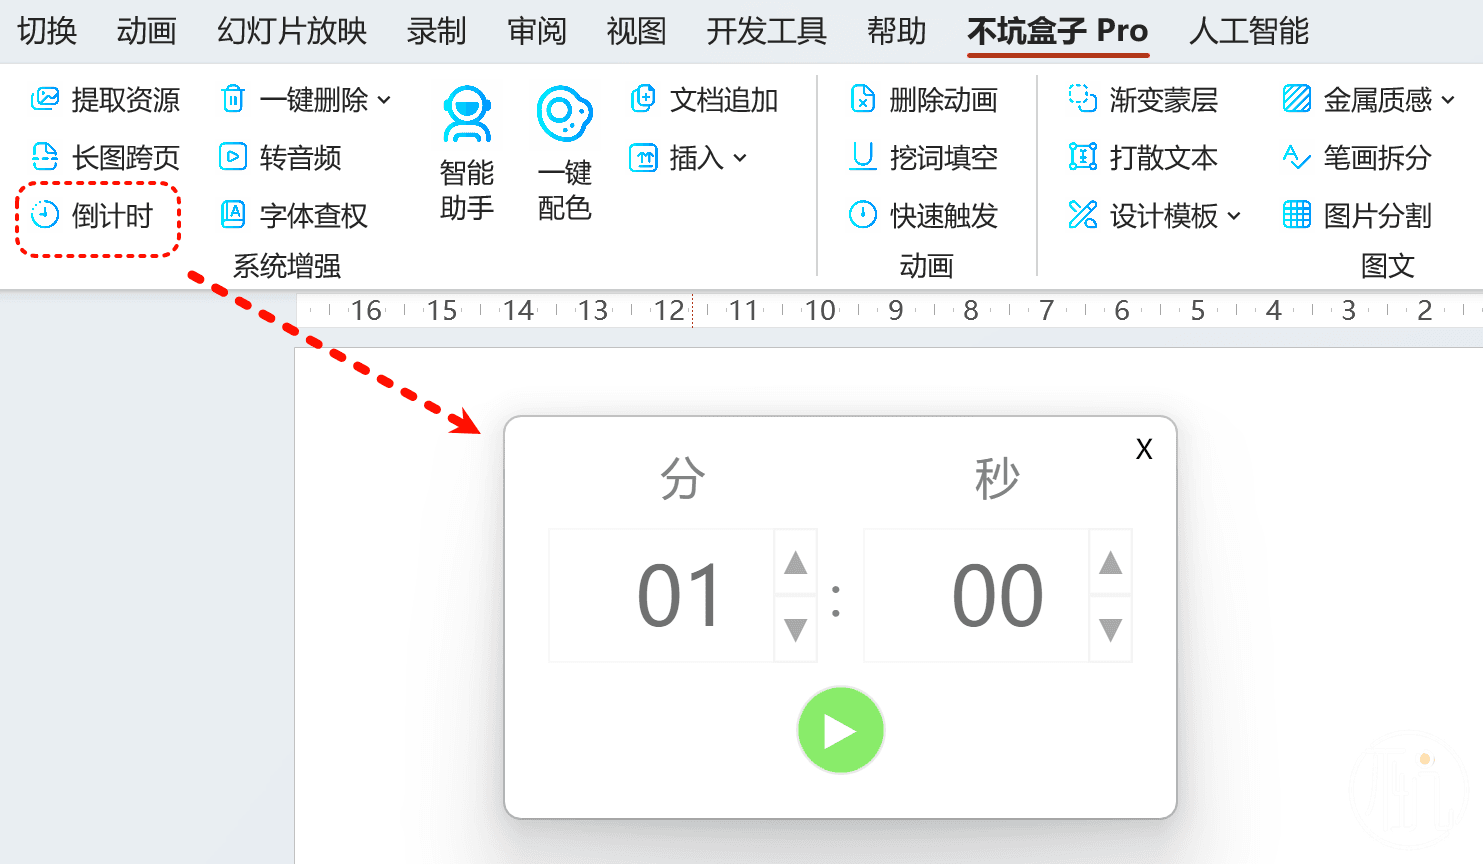 切换 动画 幻灯片放映 录制 审阅 视图 开发工具 帮助 不坑盒子 Pro 人工智能
提取资源 一键删除 文档追加 删除动画 渐变蒙层 金属质感
长图跨页 转音频 智能助手 一键配色 插入 挖词填空 打散文本 笔画拆分
倒计时 字体查权 快速触发 设计模板 图片分割
系统增强 动画 图文
16 15 14 13 12 11 10 9 8 7 6 5 4 3 2
X
分 秒
01 : 00